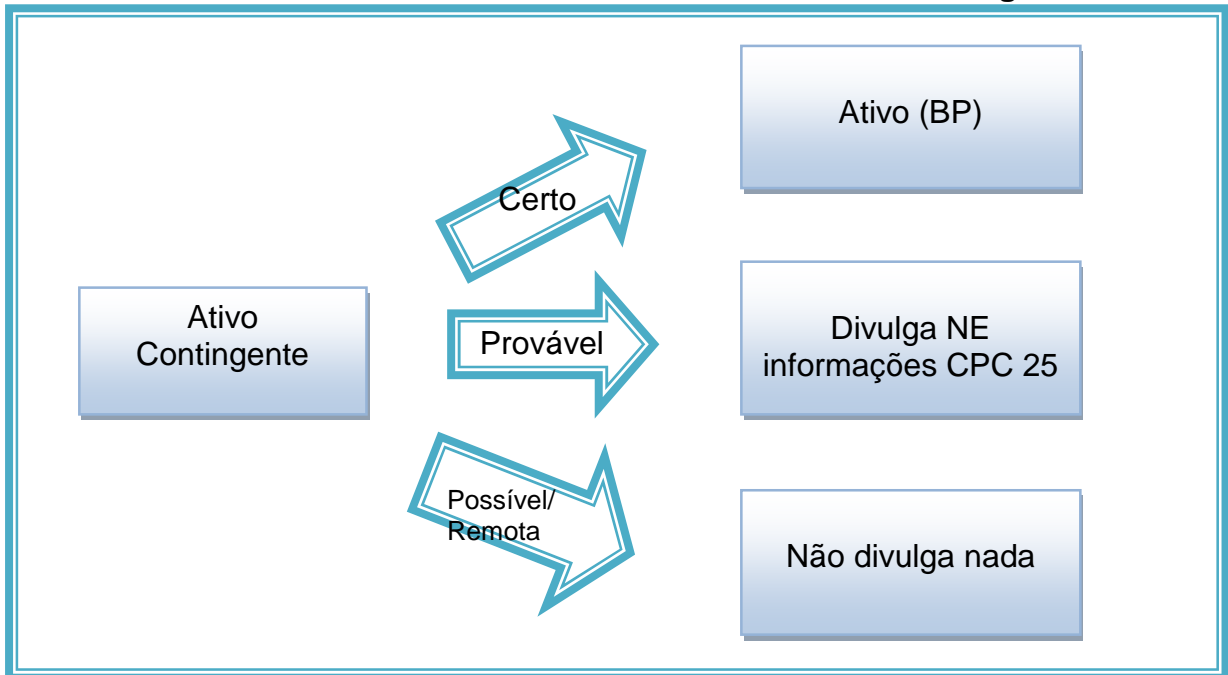 Ativo (BP)
Certo
Ativo
Contingente
Provável
Divulga NE
informações CPC 25
Possível/
Remota
Não divulga nada